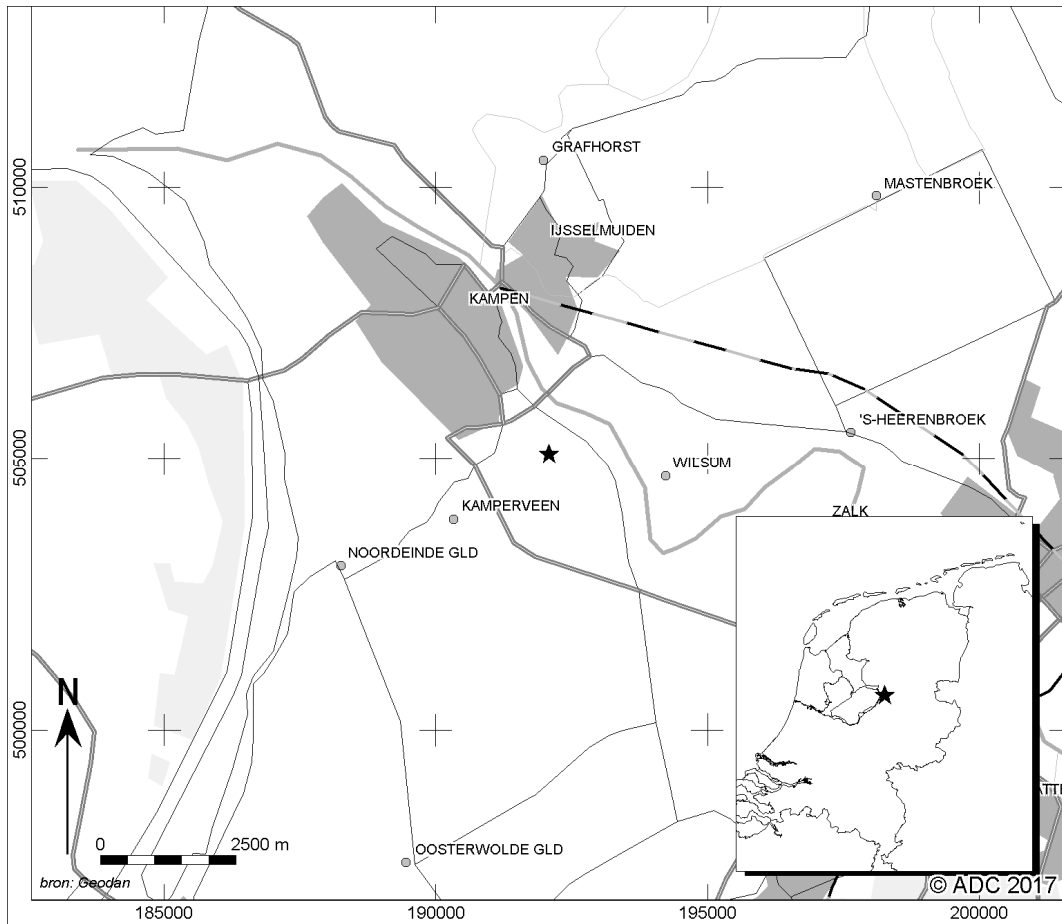 GRAFHORST
510000
MASTENBROEK
IJSSELMUIDEN
KAMPEN
'S-HEERENBROEK
505000
WILSUM
KAMPERVEEN
ZALK
NOORDEINDE GLD
N
500000
0 2500 m
OOSTERWOLDE GLD
bron: Geodan
© ADC 2017
185000 190000 195000 200000